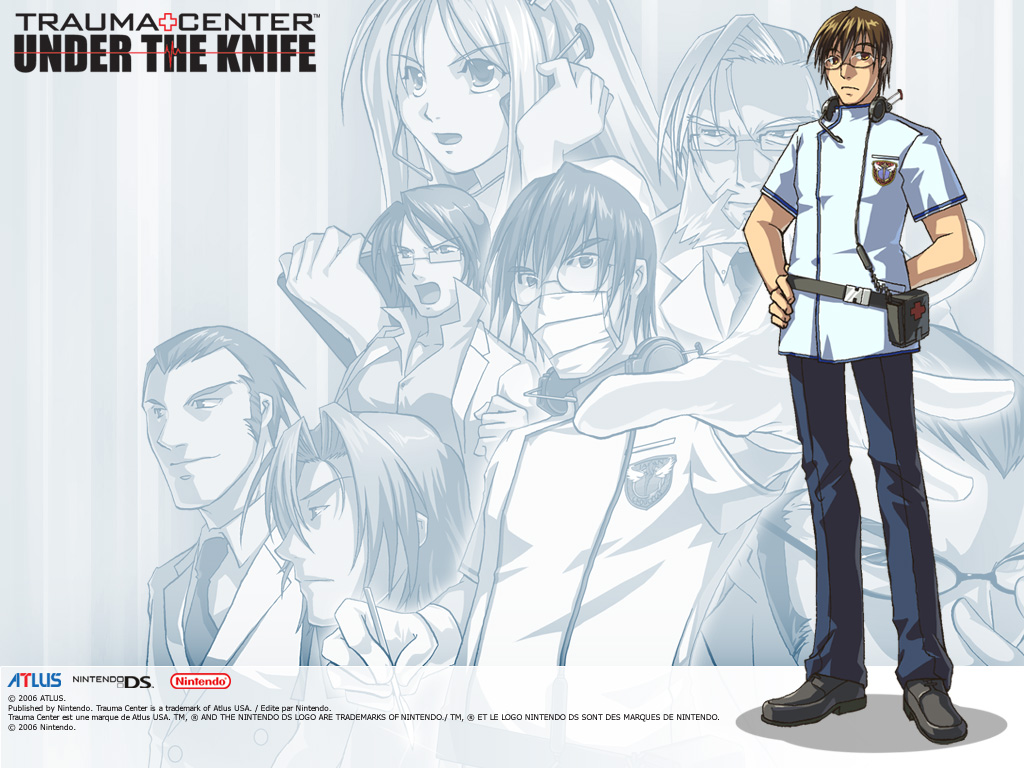 TRAUMA CENTER™
UNDER THE KNIFE
ATLUS NINTENDO DS. Nintendo®
© 2006 ATLUS.
Published by Nintendo. Trauma Center is a trademark of Atlus USA. / Edite par Nintendo.
Trauma Center est une marque de Atlus USA. TM, ® AND THE NINTENDO DS LOGO ARE TRADEMARKS OF NINTENDO./ TM, ® ET LE LOGO NINTENDO DS SONT DES MARQUES DE NINTENDO.
© 2006 Nintendo.